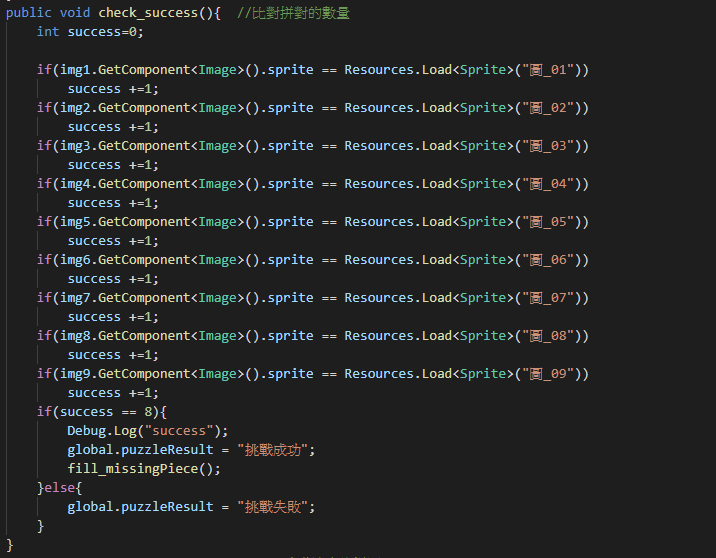 public void check_success(){  //比對拼對的數量
    int success=0;

    if(img1.GetComponent<Image>().sprite == Resources.Load<Sprite>("圖_01"))
        success +=1;
    if(img2.GetComponent<Image>().sprite == Resources.Load<Sprite>("圖_02"))
        success +=1;
    if(img3.GetComponent<Image>().sprite == Resources.Load<Sprite>("圖_03"))
        success +=1;
    if(img4.GetComponent<Image>().sprite == Resources.Load<Sprite>("圖_04"))
        success +=1;
    if(img5.GetComponent<Image>().sprite == Resources.Load<Sprite>("圖_05"))
        success +=1;
    if(img6.GetComponent<Image>().sprite == Resources.Load<Sprite>("圖_06"))
        success +=1;
    if(img7.GetComponent<Image>().sprite == Resources.Load<Sprite>("圖_07"))
        success +=1;
    if(img8.GetComponent<Image>().sprite == Resources.Load<Sprite>("圖_08"))
        success +=1;
    if(img9.GetComponent<Image>().sprite == Resources.Load<Sprite>("圖_09"))
        success +=1;
    if(success == 8){
        Debug.Log("success");
        global.puzzleResult = "挑戰成功";
        fill_missingPiece();
    }else{
        global.puzzleResult = "挑戰失敗";
    }
}